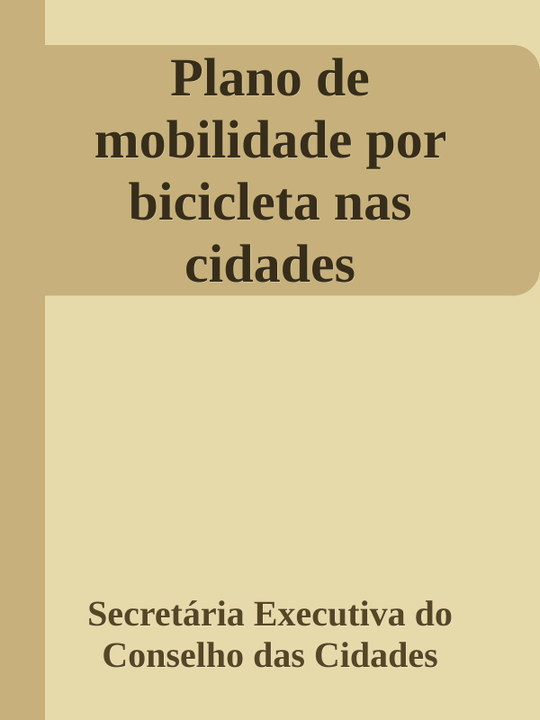 Plano de
mobilidade por
bicicleta nas
cidades
Secretária Executiva do
Conselho das Cidades